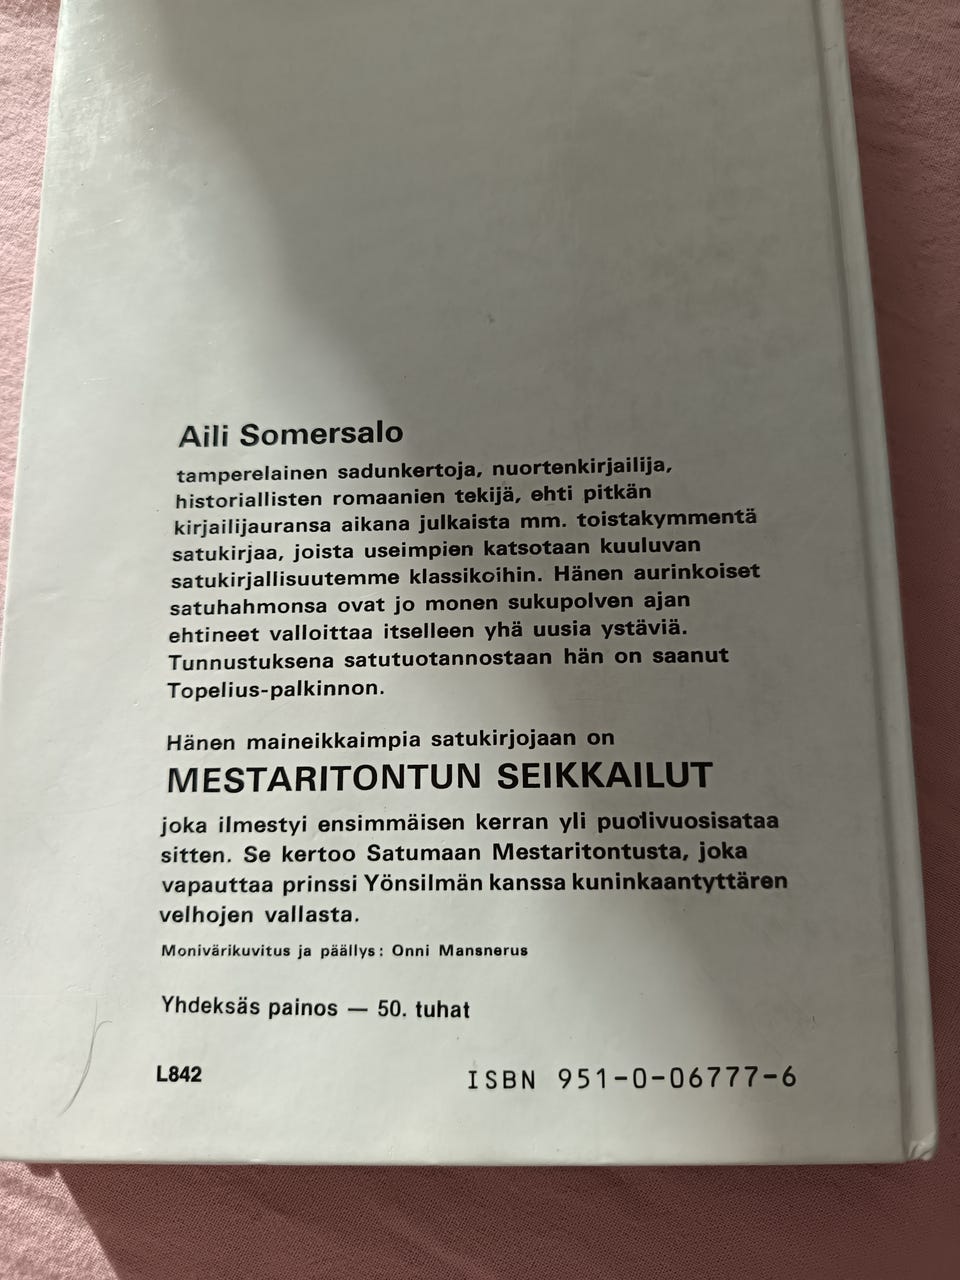 Aili Somersalo
tamperelainen sadunkertoja, nuortenkirjailija,
historiallisten romaanien tekijä, ehti pitkän
kirjailijauransa aikana julkaista mm. toistakymmentä
satukirjaa, joista useimpien katsotaan kuuluvan
satukirjallisuutemme klassikoihin. Hänen aurinkoiset
satuhahmonsa ovat jo monen sukupolven ajan
ehtineet valloittaa itselleen yhä uusia ystäviä.
Tunnustuksena satutuotannostaan hän on saanut
Topelius-palkinnon.
Hänen maineikkaimpia satukirjojaan on
MESTARITONTUN SEIKKAILUT
joka ilmestyi ensimmäisen kerran yli puolivuosisataa
sitten. Se kertoo Satumaan Mestaritontusta, joka
vapauttaa prinssi Yönsilmän kanssa kuninkaantyttären
velhojen vallasta.
Monivärikuvitus ja päällys: Onni Mansnerus
Yhdeksäs painos — 50. tuhat
L842
ISBN 951-0-06777-6